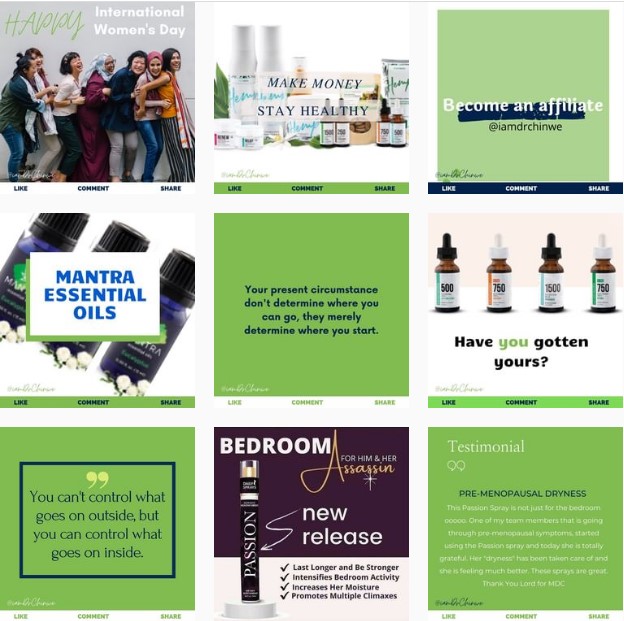 HAPPY International
Women's Day
@iamDrChinwe
LIKE COMMENT SHARE
MAKE MONEY
STAY HEALTHY
@iamDrChinwe
LIKE COMMENT SHARE
Become an affiliate
@iamdrchinwe
@iamDrChinwe
LIKE COMMENT SHARE
MANTRA
ESSENTIAL
OILS
@iamDrChinwe
LIKE COMMENT SHARE
Your present circumstance
don't determine where you
can go, they merely
determine where you start.
@iamDrChinwe
LIKE COMMENT SHARE
500
750
1500
750
Have you gotten
yours?
@iamDrChinwe
LIKE COMMENT SHARE
You can't control what
goes on outside, but
you can control what
goes on inside.
@iamDrChinwe
LIKE COMMENT SHARE
BEDROOM
FOR HIM & HER
Assassin
PASSION
new
release
Last Longer and Be Stronger
Intensifies Bedroom Activity
Increases Her Moisture
Promotes Multiple Climaxes
Testimonial
PRE-MENOPAUSAL DRYNESS
This Passion Spray is not just for the bedroom
ooooo. One of my team members that is going
through pre-menopausal symptoms, started
using the Passion spray and today she is totally
grateful. Her "dryness" has been taken care of and
she is feeling much better. These sprays are great.
Thank You Lord for MDC
@iamDrChinwe
LIKE COMMENT SHARE